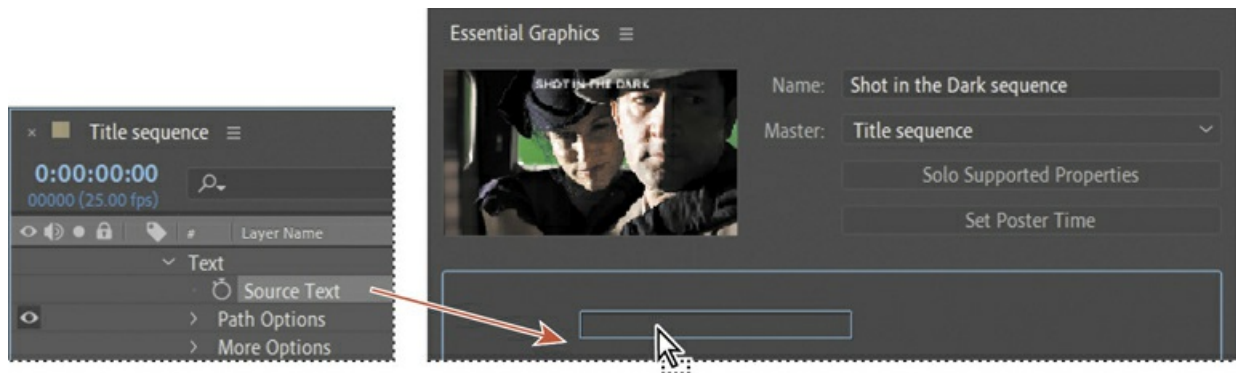 Title sequence
0:00:00:00
00000 (25.00 fps)
# Layer Name
Text
Source Text
Path Options
More Options
Essential Graphics
SHOT IN THE DARK
Name: Shot in the Dark sequence
Master: Title sequence
Solo Supported Properties
Set Poster Time